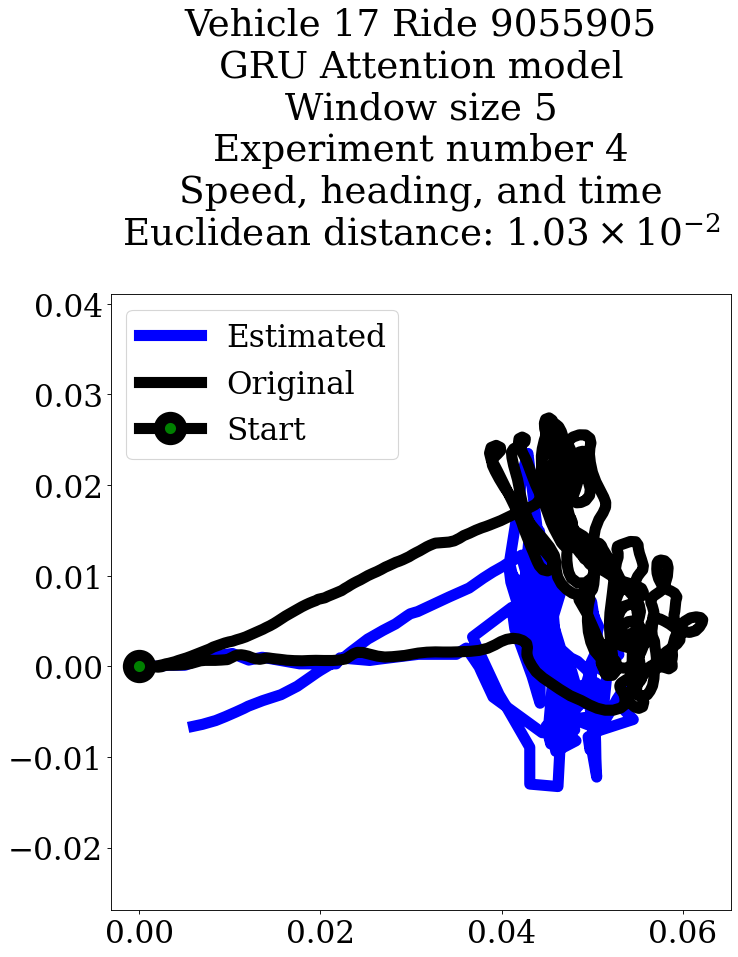 Vehicle 17 Ride 9055905
GRU Attention model
Window size 5
Experiment number 4
Speed, heading, and time
Euclidean distance: 1.03 × 10⁻²
Estimated
Original
Start
0.04
0.03
0.02
0.01
0.00
−0.01
−0.02
0.00 0.02 0.04 0.06